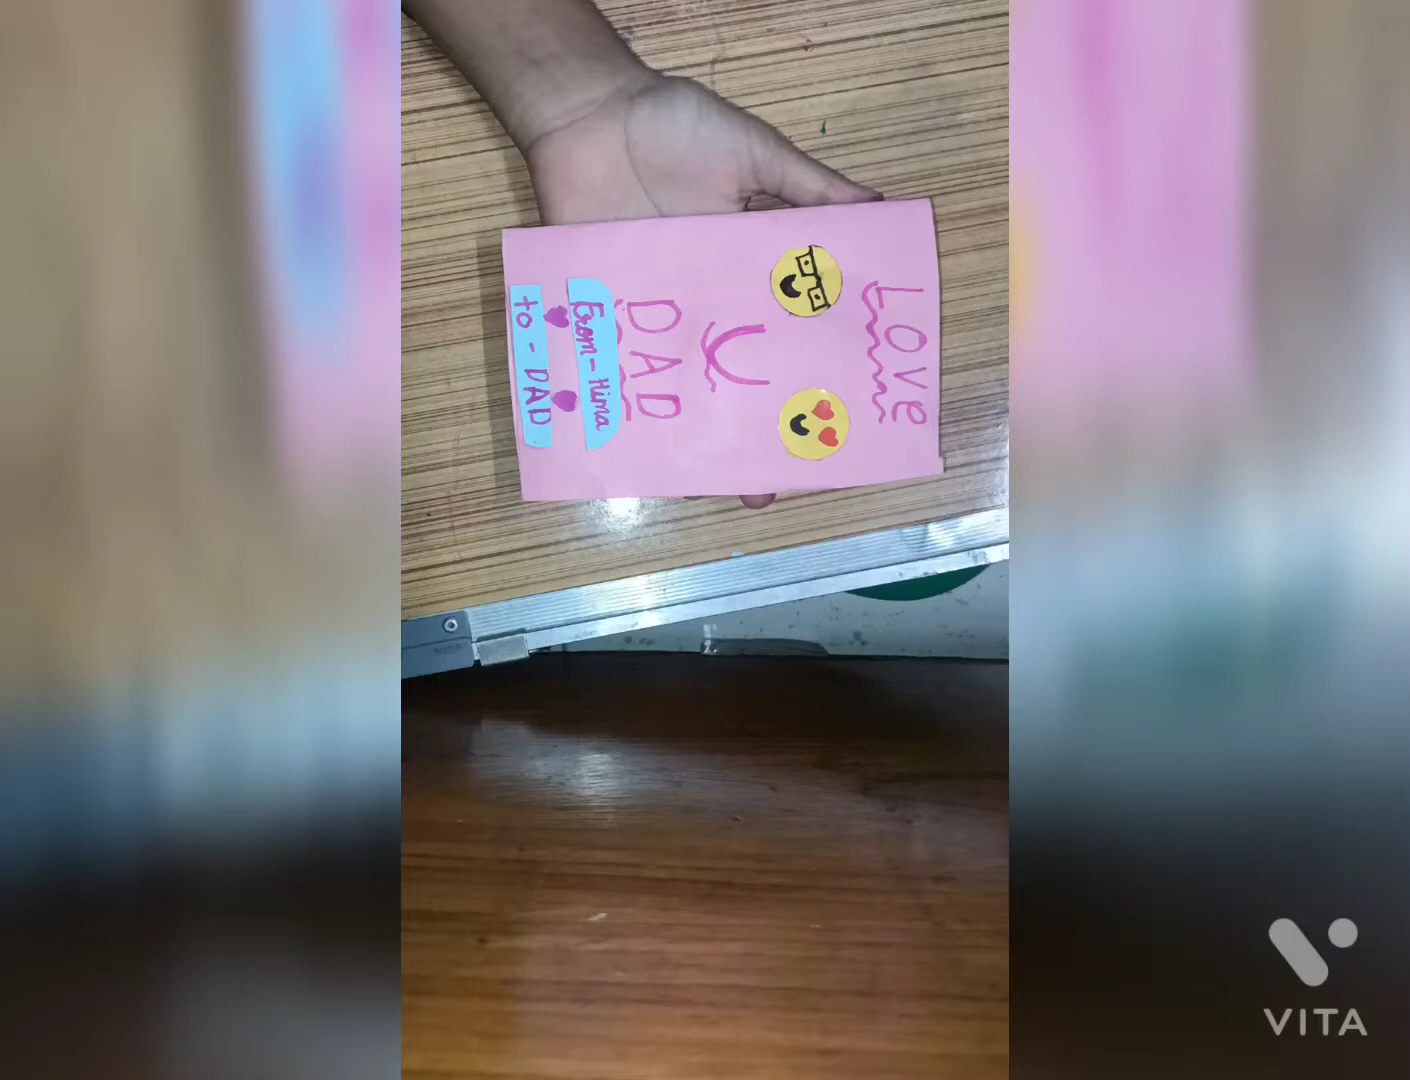 LOVe
U
DAD
From - Hima
to - DAD
VITA